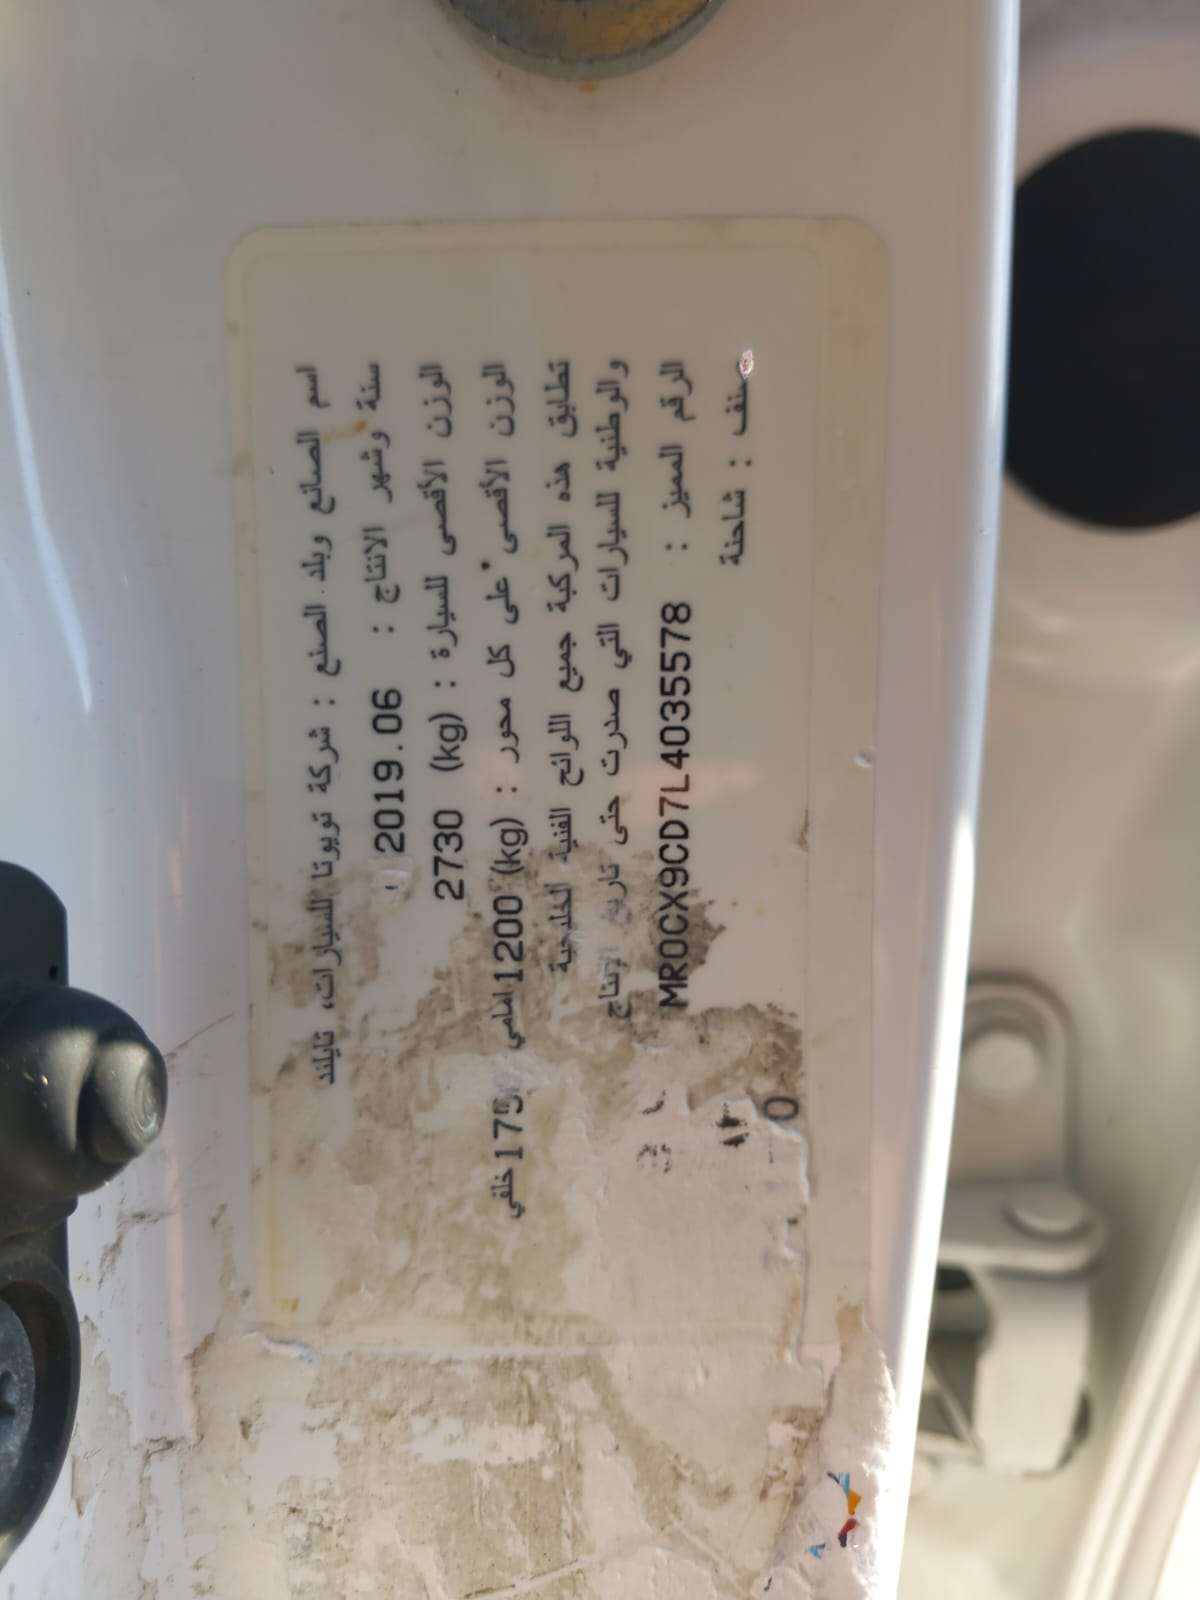 اسم الصانع وبلد الصنع : شركة تويوتا للسيارات، تايلند
سنة وشهر الانتاج : 2019.06
الوزن الأقصى للسيارة : (kg) 2730
الوزن الأقصى على كل محور : (kg) 1200 امامي 175 خلفي
تطابق هذه المركبة جميع اللوائح الفنية الخليجية
والوطنية للسيارات التي صدرت حتى تاريخ الإنتاج
الرقم المميز : MR0CX9CD7L4035578
صنف : شاحنة